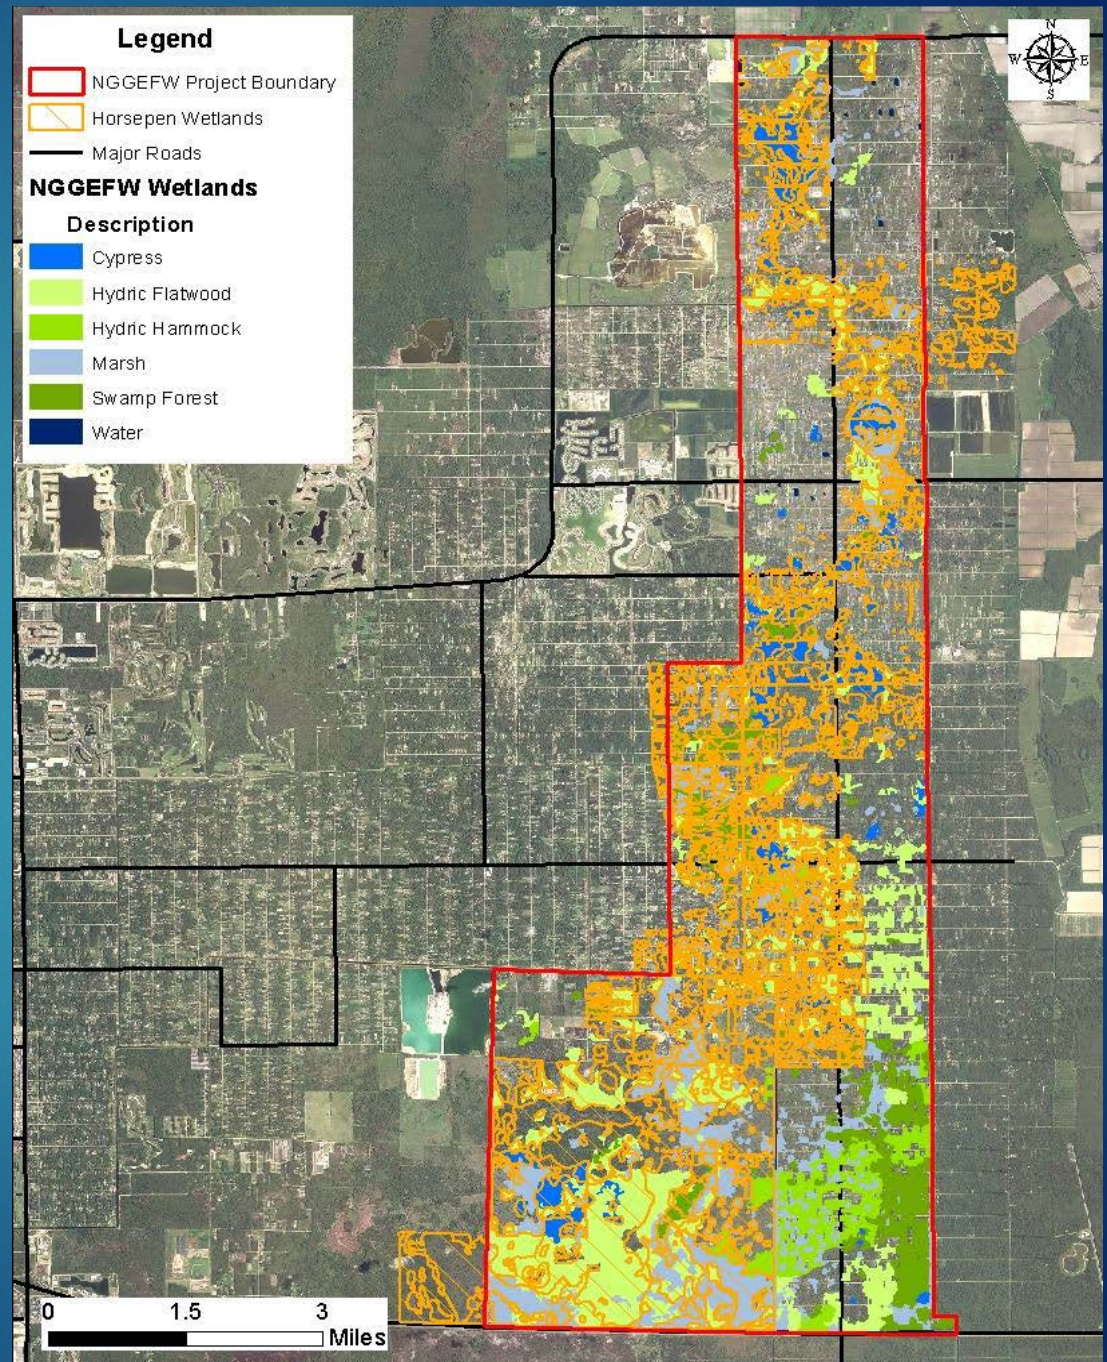 Legend
NGGEFW Project Boundary
Horsepen Wetlands
Major Roads
NGGEFW Wetlands
Description
Cypress
Hydric Flatwood
Hydric Hammock
Marsh
Swamp Forest
Water
N
W E
S
0 1.5 3
Miles